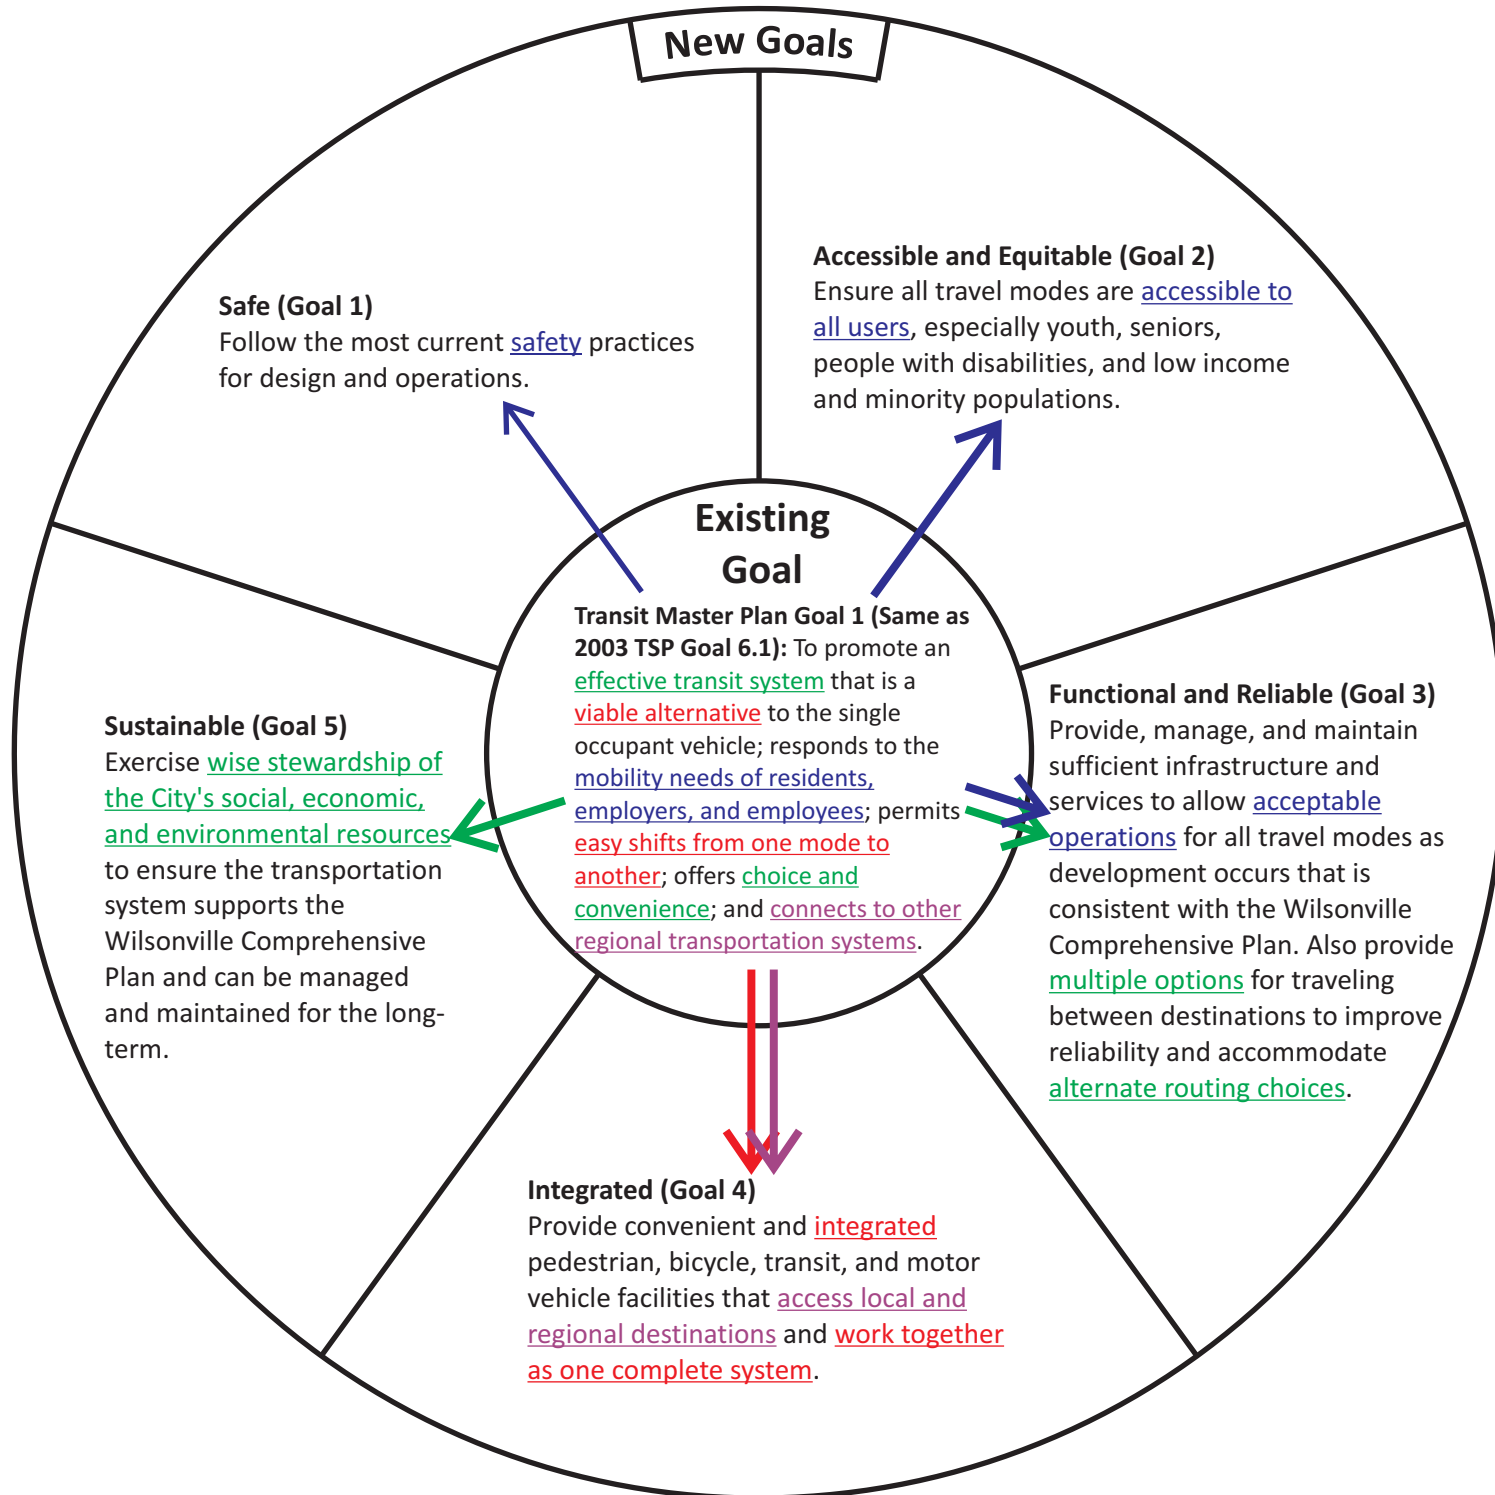 New Goals
Safe (Goal 1)
Follow the most current safety practices
for design and operations.
Accessible and Equitable (Goal 2)
Ensure all travel modes are accessible to
all users, especially youth, seniors,
people with disabilities, and low income
and minority populations.
Existing
Goal
Transit Master Plan Goal 1 (Same as
2003 TSP Goal 6.1): To promote an
effective transit system that is a
viable alternative to the single
occupant vehicle; responds to the
mobility needs of residents,
employers, and employees; permits
easy shifts from one mode to
another; offers choice and
convenience; and connects to other
regional transportation systems.
Functional and Reliable (Goal 3)
Provide, manage, and maintain
sufficient infrastructure and
services to allow acceptable
operations for all travel modes as
development occurs that is
consistent with the Wilsonville
Comprehensive Plan. Also provide
multiple options for traveling
between destinations to improve
reliability and accommodate
alternate routing choices.
Sustainable (Goal 5)
Exercise wise stewardship of
the City's social, economic,
and environmental resources
to ensure the transportation
system supports the
Wilsonville Comprehensive
Plan and can be managed
and maintained for the long-
term.
Integrated (Goal 4)
Provide convenient and integrated
pedestrian, bicycle, transit, and motor
vehicle facilities that access local and
regional destinations and work together
as one complete system.